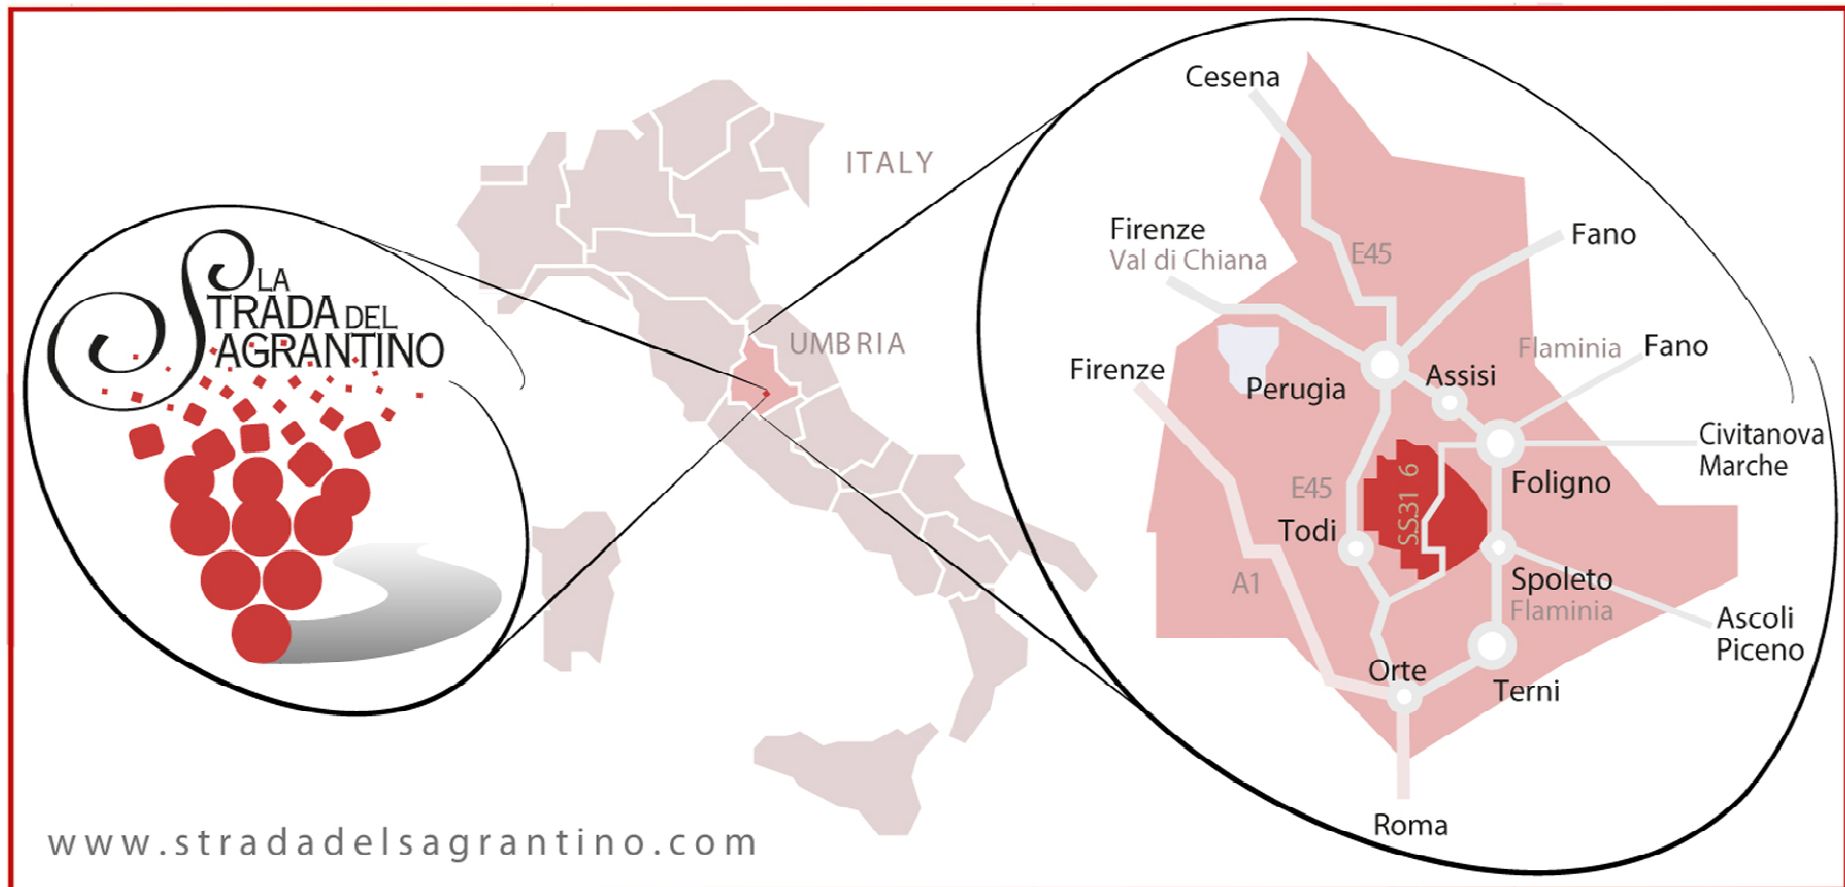 LA
STRADA DEL
SAGRANTINO
ITALY
UMBRIA
www.stradadelsagrantino.com
Cesena
Firenze
Val di Chiana
E45
Fano
Firenze
Perugia
Assisi
Flaminia
Fano
Civitanova
Marche
Foligno
E45
S.S.31 6
Todi
A1
Spoleto
Flaminia
Ascoli
Piceno
Orte
Terni
Roma